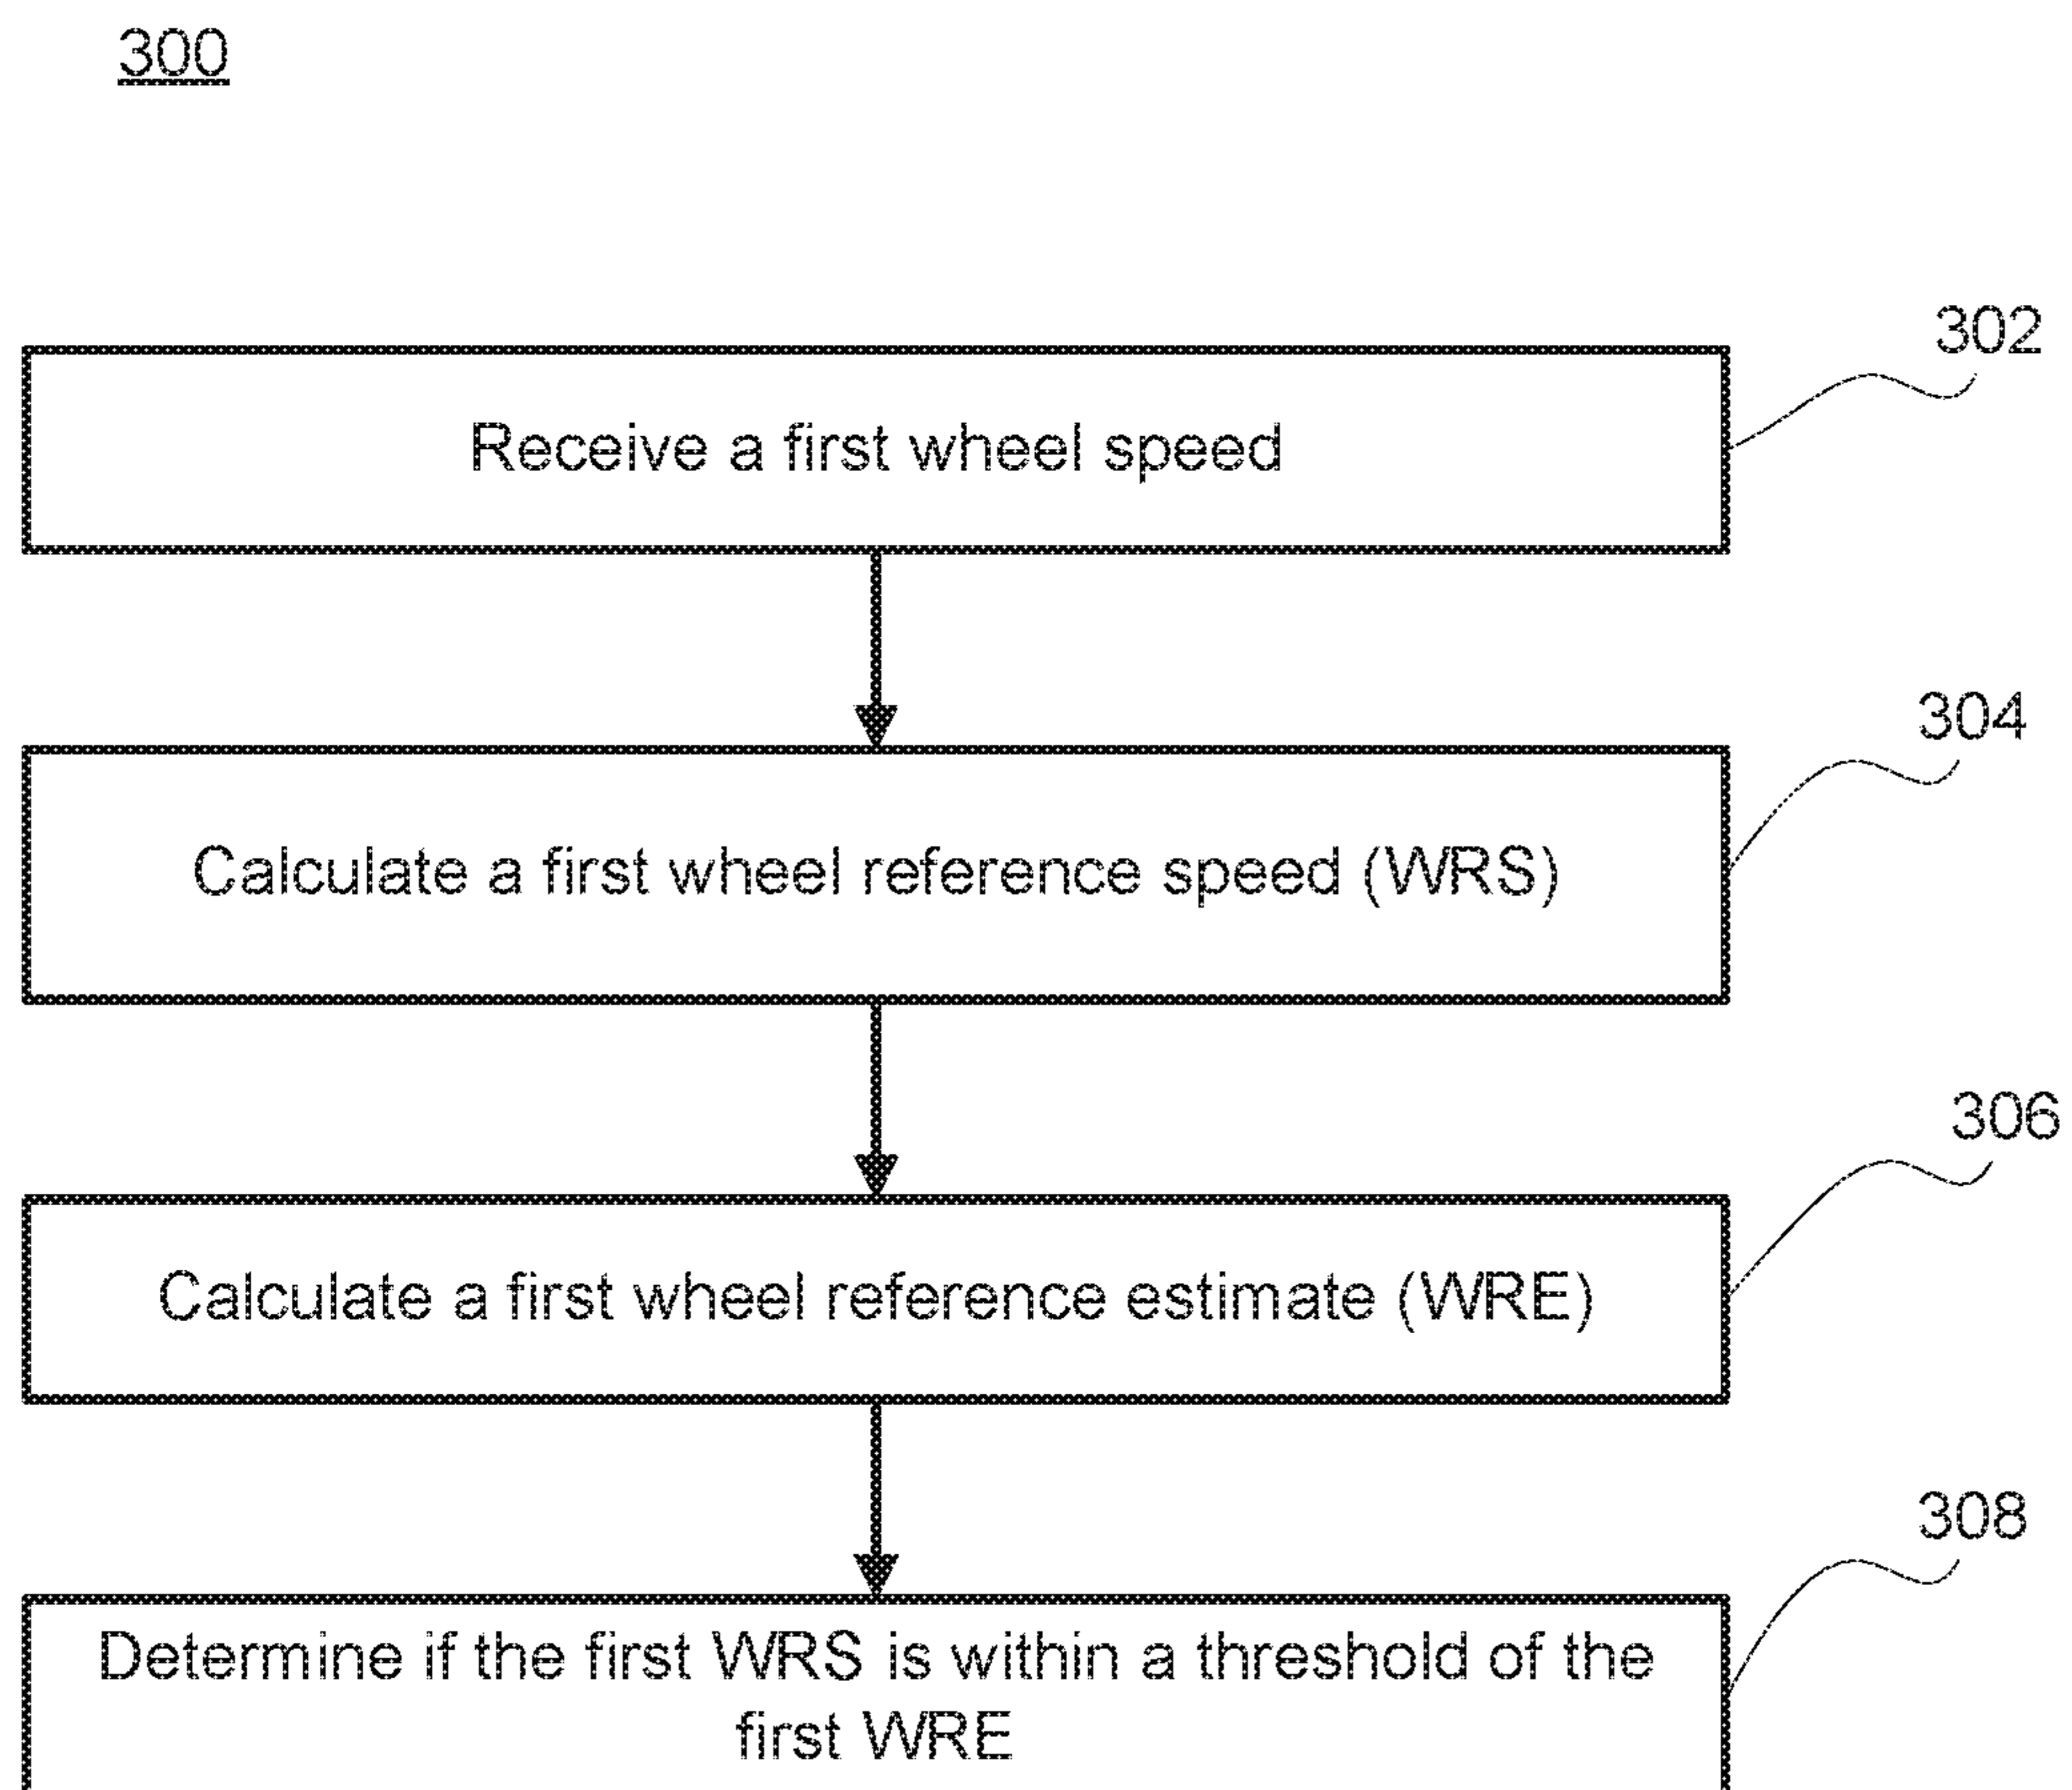 300
302
Receive a first wheel speed
304
Calculate a first wheel reference speed (WRS)
306
Calculate a first wheel reference estimate (WRE)
308
Determine if the first WRS is within a threshold of the
first WRE